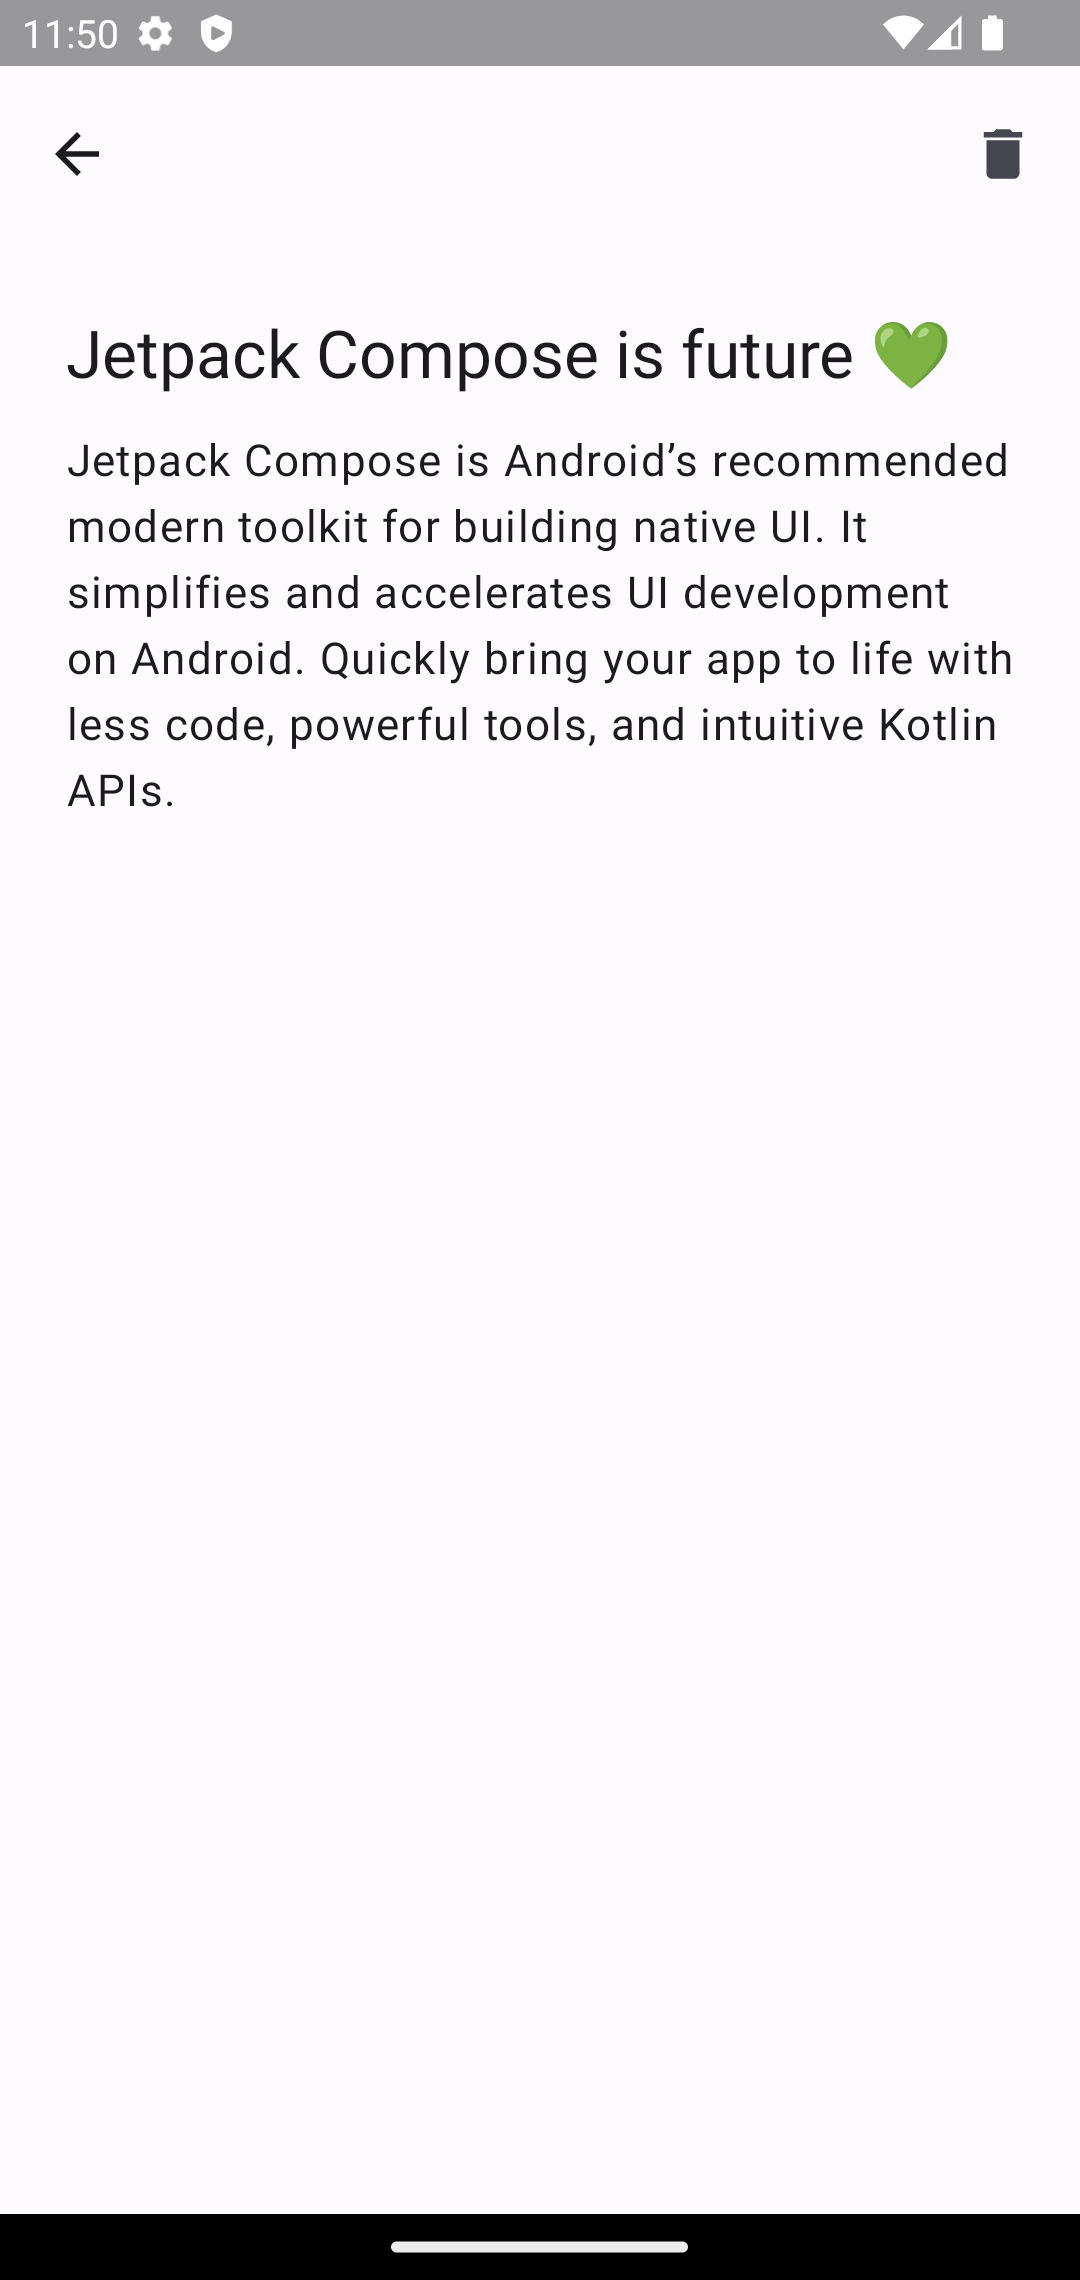 11:50
Jetpack Compose is future 💚
Jetpack Compose is Android’s recommended
modern toolkit for building native UI. It
simplifies and accelerates UI development
on Android. Quickly bring your app to life with
less code, powerful tools, and intuitive Kotlin
APIs.